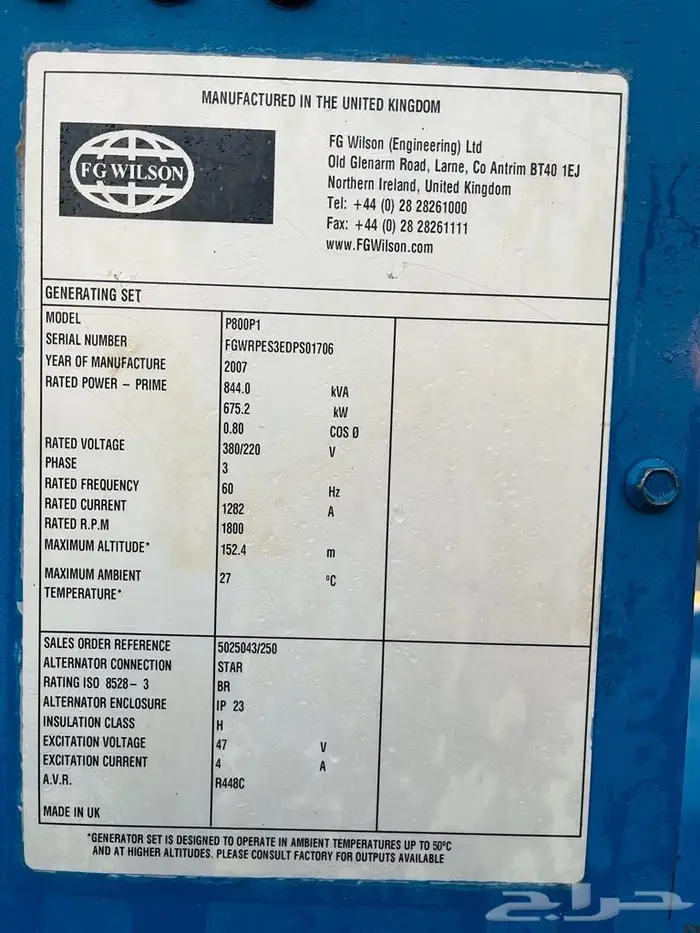 MANUFACTURED IN THE UNITED KINGDOM
FG WILSON
FG Wilson (Engineering) Ltd
Old Glenarm Road, Larne, Co Antrim BT40 1EJ
Northern Ireland, United Kingdom
Tel: +44 (0) 28 28261000
Fax: +44 (0) 28 28261111
www.FGWilson.com
GENERATING SET
MODEL P800P1
SERIAL NUMBER FGWRPES3EDPS01706
YEAR OF MANUFACTURE 2007
RATED POWER – PRIME 844.0 kVA
675.2 kW
0.80 COS Ø
RATED VOLTAGE 380/220 V
PHASE 3
RATED FREQUENCY 60 Hz
RATED CURRENT 1282 A
RATED R.P.M 1800
MAXIMUM ALTITUDE* 152.4 m
MAXIMUM AMBIENT 27 ºC
TEMPERATURE*
SALES ORDER REFERENCE 5025043/250
ALTERNATOR CONNECTION STAR
RATING ISO 8528 – 3 BR
ALTERNATOR ENCLOSURE IP 23
INSULATION CLASS H
EXCITATION VOLTAGE 47 V
EXCITATION CURRENT 4 A
A.V.R. R448C
MADE IN UK
*GENERATOR SET IS DESIGNED TO OPERATE IN AMBIENT TEMPERATURES UP TO 50ºC
AND AT HIGHER ALTITUDES. PLEASE CONSULT FACTORY FOR OUTPUTS AVAILABLE
حراج